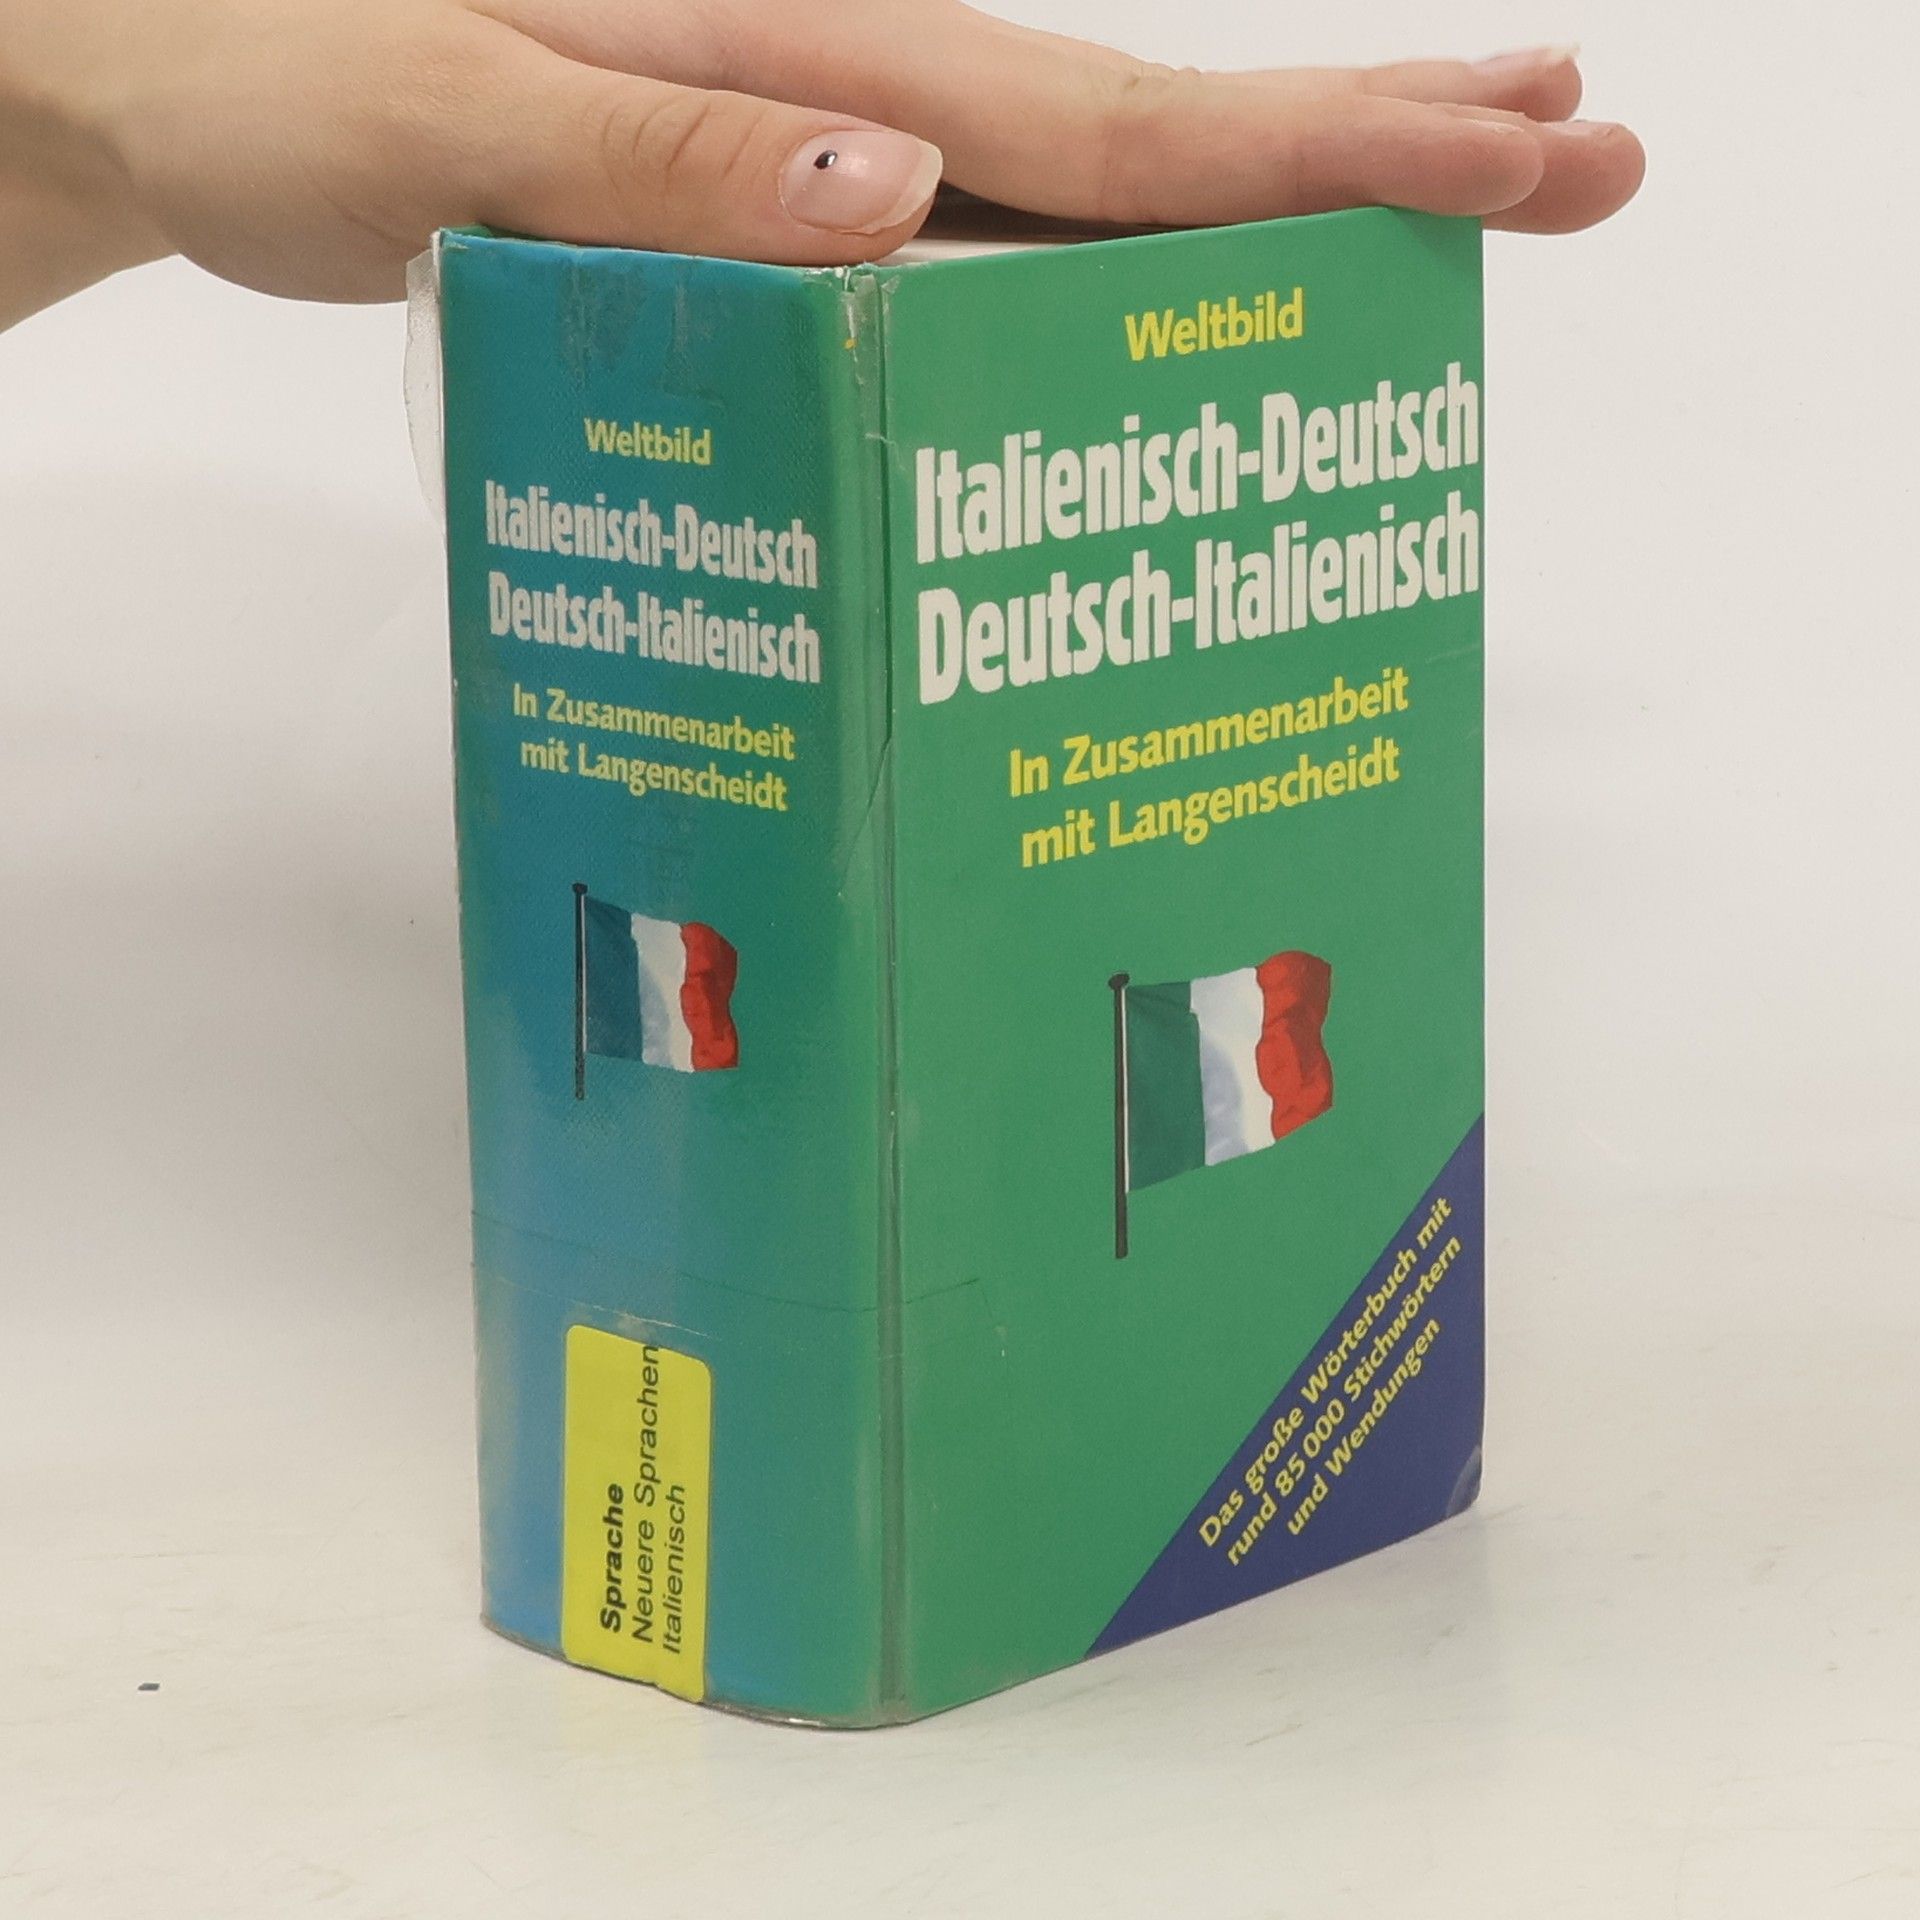 Weltbild
Italienisch-Deutsch
Deutsch-Italienisch
In Zusammenarbeit
mit Langenscheidt
Sprache
Neuere Sprachen
Italienisch
Weltbild
Italienisch-Deutsch
Deutsch-Italienisch
In Zusammenarbeit
mit Langenscheidt
Das große Wörterbuch mit
rund 85 000 Stichwörtern
und Wendungen